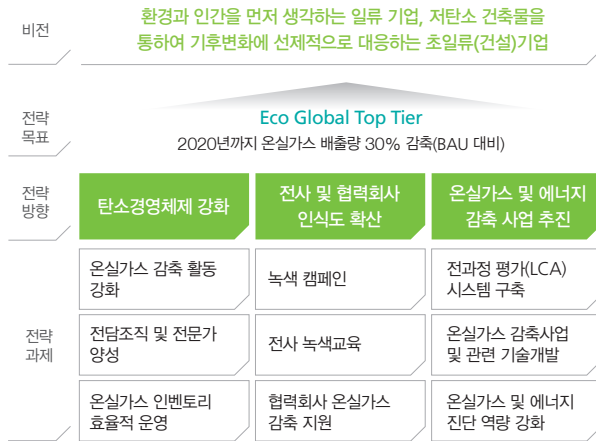 비전
환경과 인간을 먼저 생각하는 일류 기업, 저탄소 건축물을
통하여 기후변화에 선제적으로 대응하는 초일류(건설)기업
전략
목표
Eco Global Top Tier
2020년까지 온실가스 배출량 30% 감축(BAU 대비)
전략
방향
탄소경영체제 강화
전사 및 협력회사
인식도 확산
온실가스 및 에너지
감축 사업 추진
전략
과제
온실가스 감축 활동
강화
녹색 캠페인
전과정 평가(LCA)
시스템 구축
전담조직 및 전문가
양성
전사 녹색교육
온실가스 감축사업
및 관련 기술개발
온실가스 인벤토리
효율적 운영
협력회사 온실가스
감축 지원
온실가스 및 에너지
진단 역량 강화